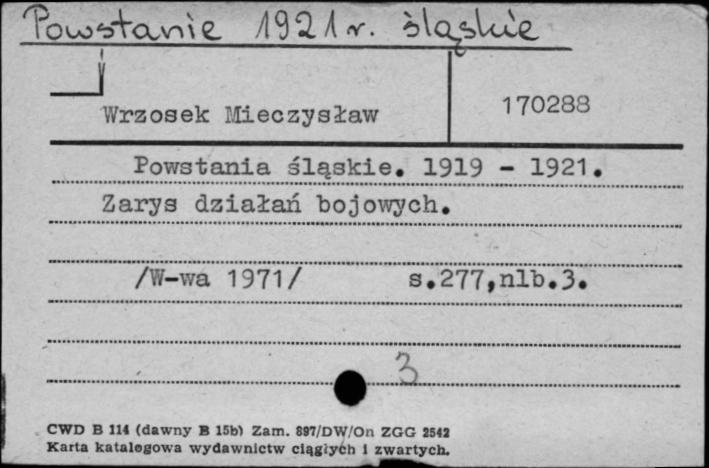 Powstanie 1921 r. śląskie
Wrzosek Mieczysław
170288
Powstania śląskie. 1919 - 1921.
Zarys działań bojowych.
/W-wa 1971/ s.277,nlb.3.
3
CWD B 114 (dawny B 15b) Zam. 897/DW/On ZGG 2542
Karta katalogowa wydawnictw ciągłych i zwartych.